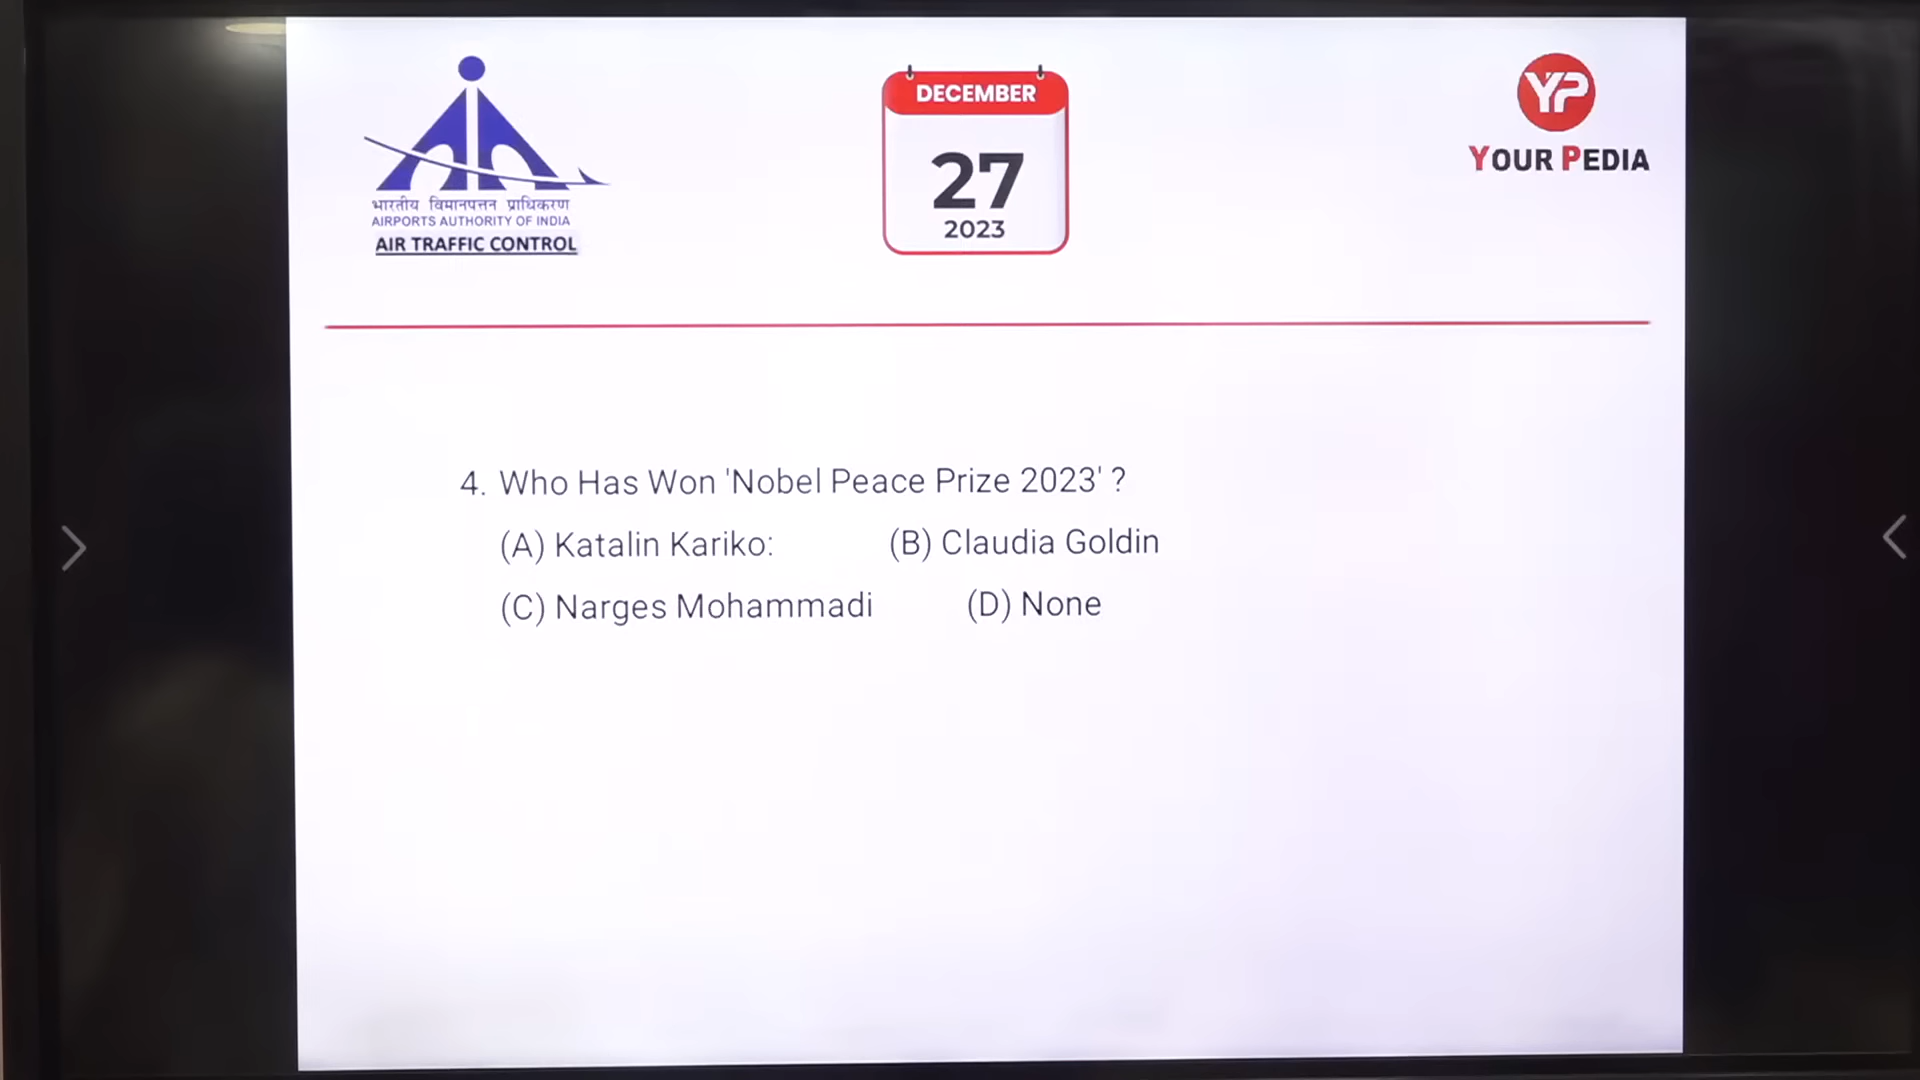 भारतीय विमानपत्तन प्राधिकरण
AIRPORTS AUTHORITY OF INDIA
AIR TRAFFIC CONTROL
DECEMBER
27
2023
YP
YOUR PEDIA
4. Who Has Won 'Nobel Peace Prize 2023' ?
(A) Katalin Kariko: (B) Claudia Goldin
(C) Narges Mohammadi (D) None